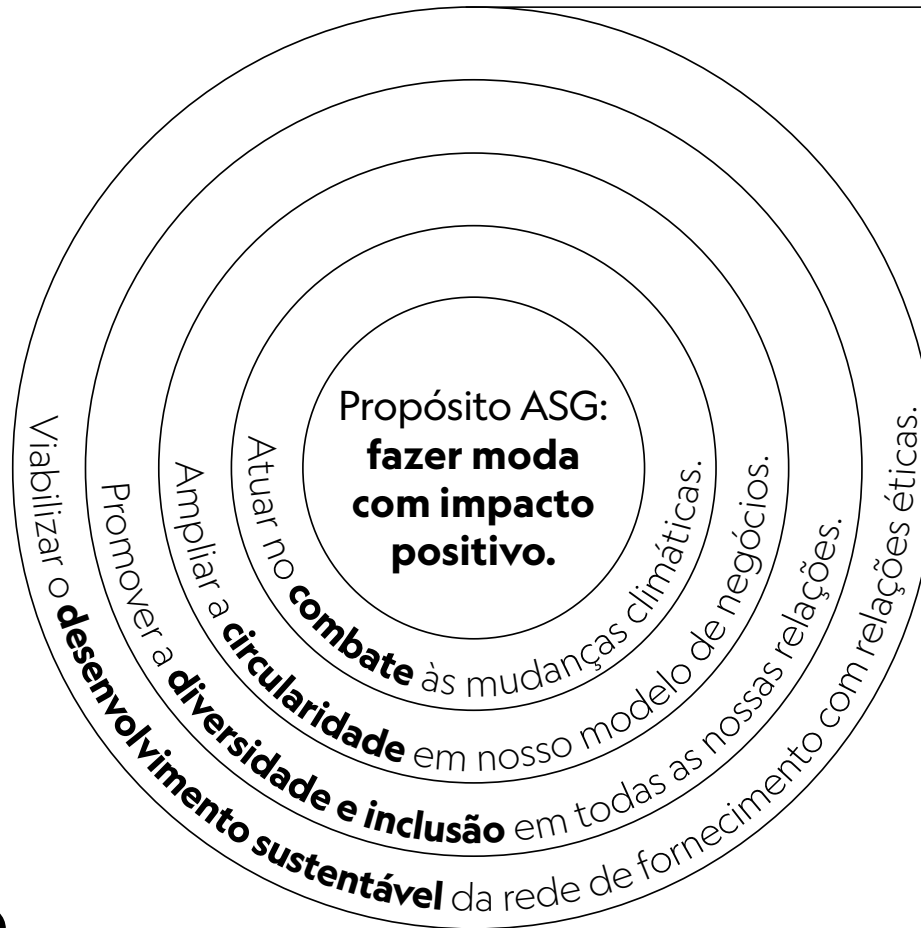 Propósito ASG:
fazer moda
com impacto
positivo.
Atuar no combate às mudanças climáticas.
Ampliar a circularidade em nosso modelo de negócios.
Promover a diversidade e inclusão em todas as nossas relações.
Viabilizar o desenvolvimento sustentável da rede de fornecimento com relações éticas.